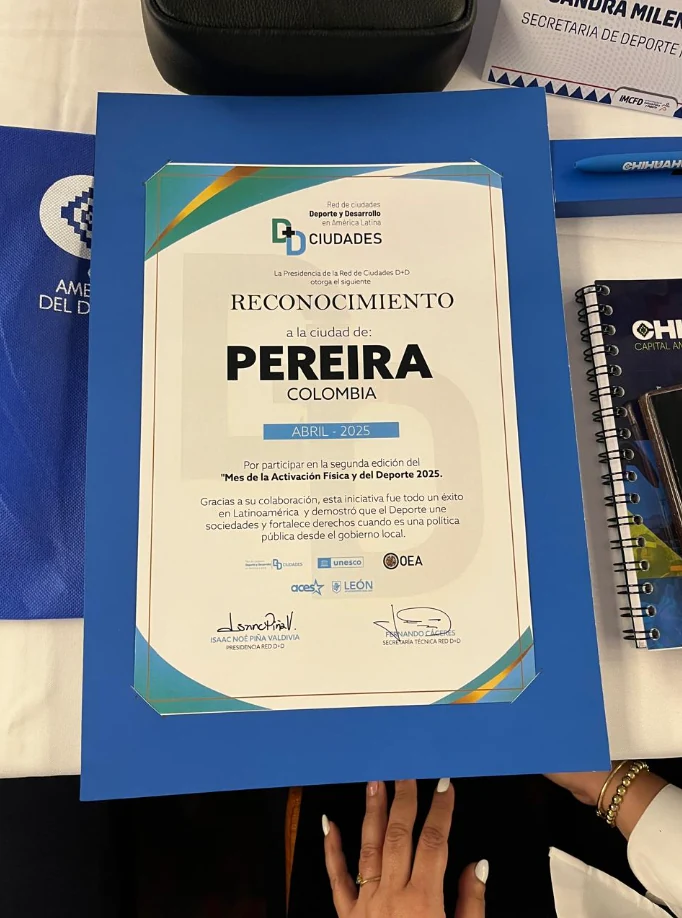 SECRETARIA DE DEPORTE
IMCFD
CHIHUAH
DEL D
Red de ciudades
Deporte y Desarrollo
en América Latina
D+D CIUDADES
La Presidencia de la Red de Ciudades D+D
otorga el siguiente
RECONOCIMIENTO
a la ciudad de:
PEREIRA
COLOMBIA
ABRIL - 2025
Por participar en la segunda edición del
"Mes de la Activación Física y del Deporte 2025.
Gracias a su colaboración, esta iniciativa fue todo un éxito
en Latinoamérica y demostró que el Deporte une
sociedades y fortalece derechos cuando es una política
pública desde el gobierno local.
D+D CIUDADES unesco OEA
aces LEÓN
ISAAC NOÉ PIÑA VALDIVIA
PRESIDENCIA RED D+D
FERNANDO CÁCERES
SECRETARÍA TÉCNICA RED D+D
CHI
CAPITAL AM